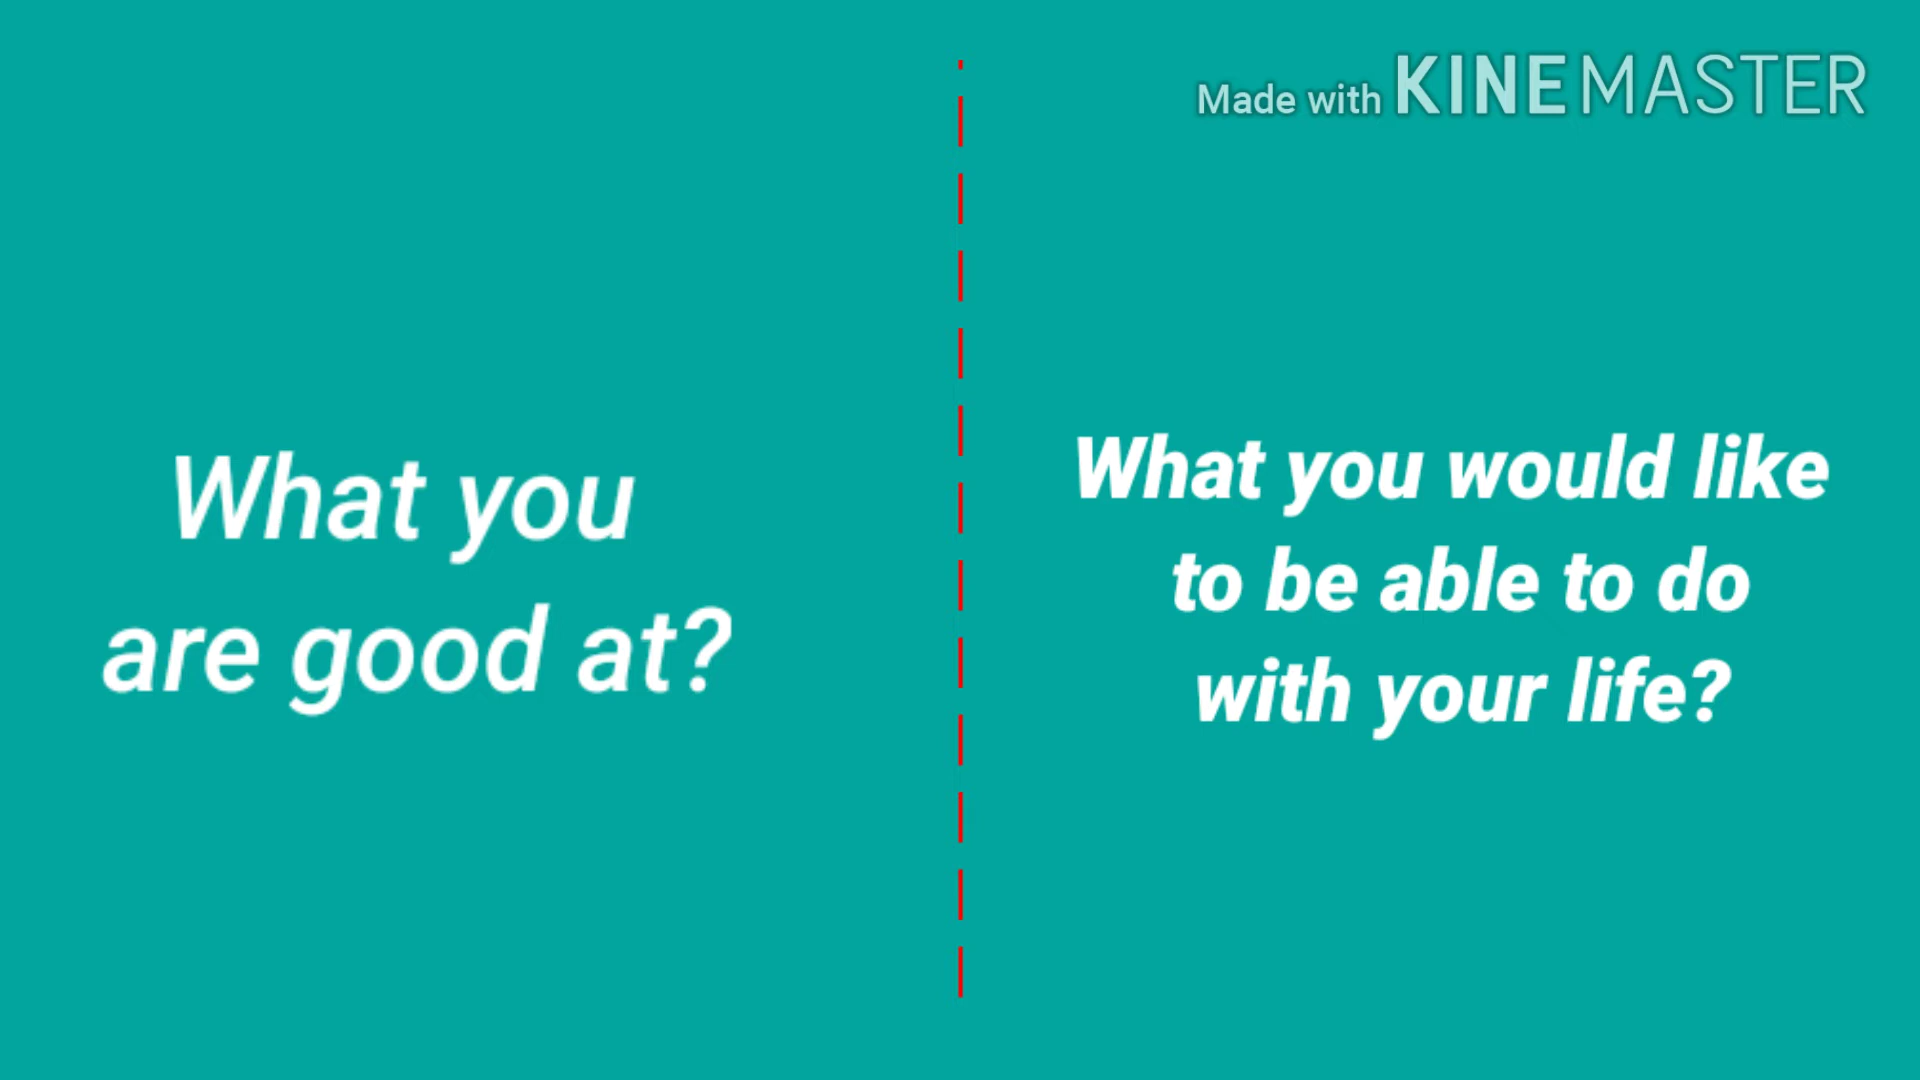 Made with KINEMASTER
What you
are good at?
What you would like
to be able to do
with your life?